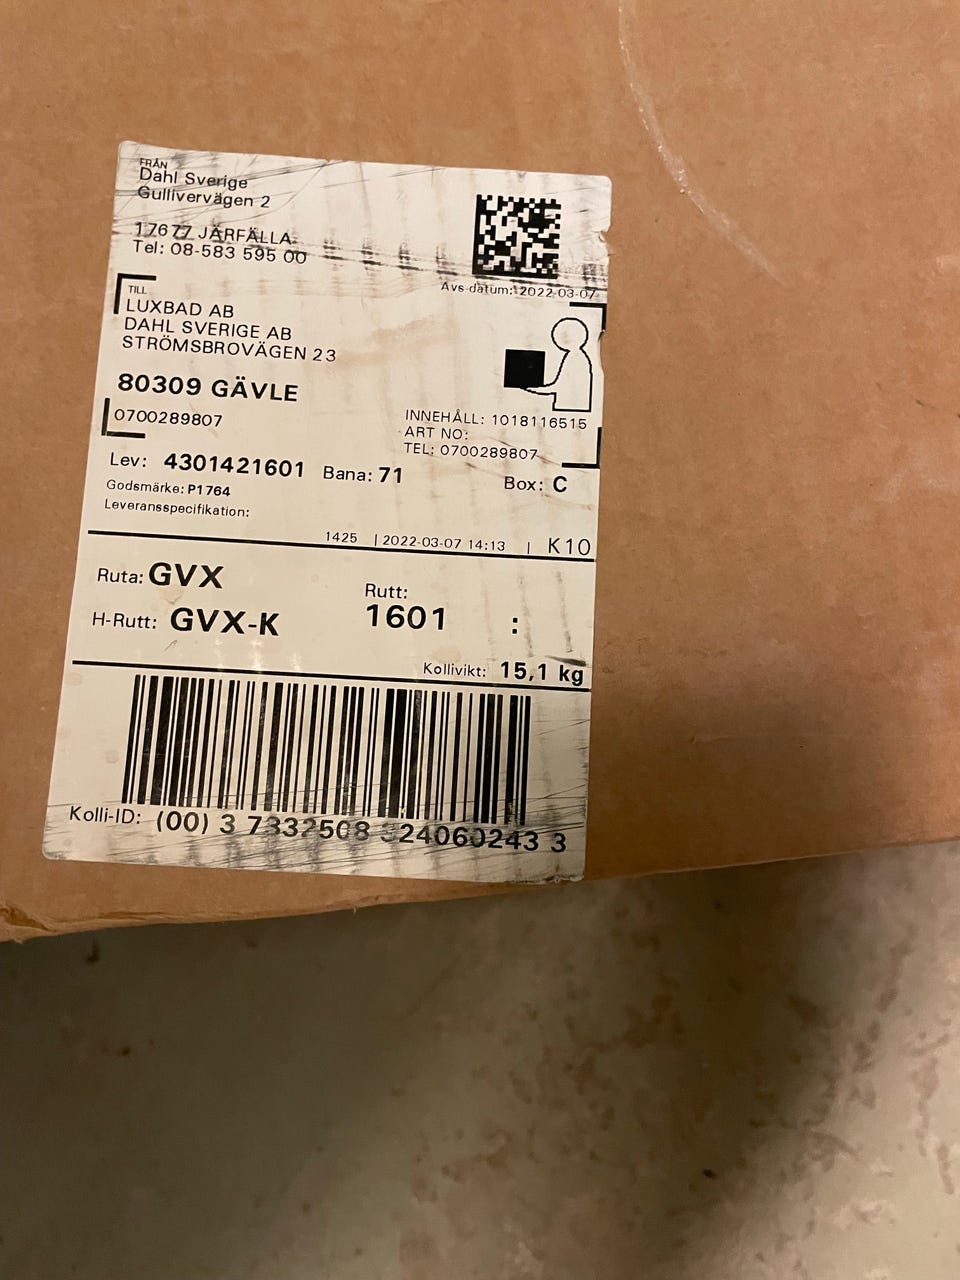 FRÅN
Dahl Sverige
Gullivervägen 2
17677 JÄRFÄLLA
Tel: 08-583 595 00
Avs datum: 2022-03-07
TILL
LUXBAD AB
DAHL SVERIGE AB
STRÖMSBROVÄGEN 23
80309 GÄVLE
0700289807
INNEHÅLL: 1018116515
ART NO:
TEL: 0700289807
Lev: 4301421601 Bana: 71 Box: C
Godsmärke: P1764
Leveransspecifikation:
1425 | 2022-03-07 14:13 | K10
Ruta: GVX
Rutt:
H-Rutt: GVX-K 1601 :
Kollivikt: 15,1 kg
Kolli-ID: (00) 3 7332508 324060243 3